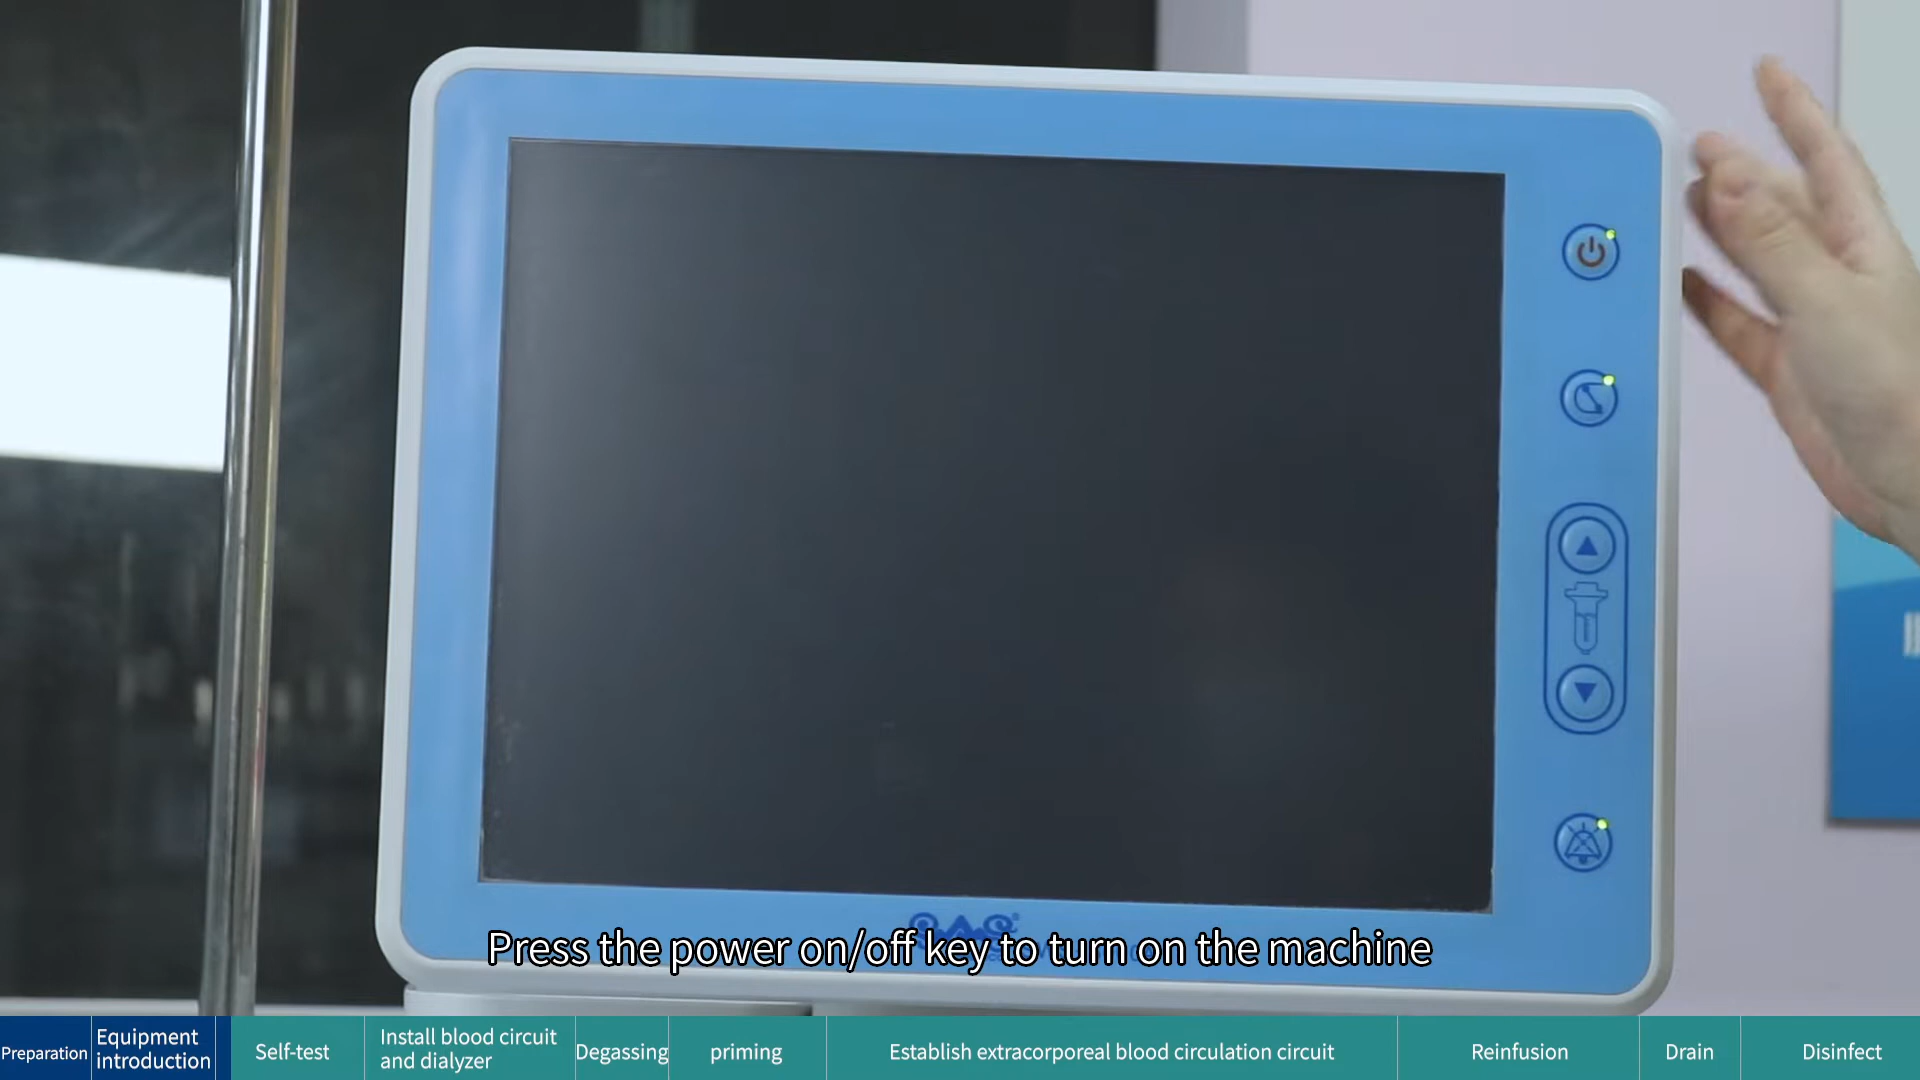 Press the power on/off key to turn on the machine
Preparation
Equipment
introduction
Self-test
Install blood circuit
and dialyzer
Degassing
priming
Establish extracorporeal blood circulation circuit
Reinfusion
Drain
Disinfect